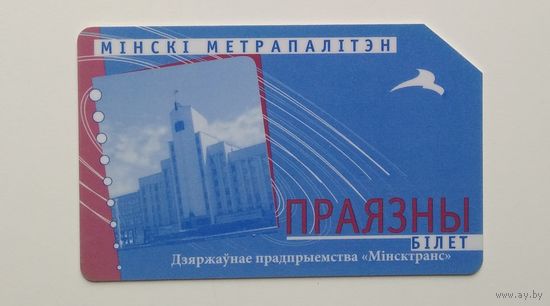 МІНСКІ МЕТРАПАЛІТЭН
ПРАЯЗНЫ
БІЛЕТ
Дзяржаўнае прадпрыемства «Мінсктранс»
www.ay.by